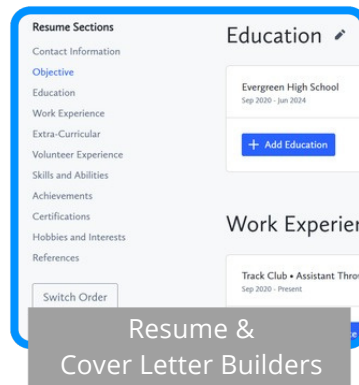 Resume Sections
Contact Information
Objective
Education
Work Experience
Extra-Curricular
Volunteer Experience
Skills and Abilities
Achievements
Certifications
Hobbies and Interests
References
Switch Order
Education
Evergreen High School
Sep 2020 - Jun 2024
+ Add Education
Work Experien
Track Club • Assistant Thro
Sep 2020 - Present
Resume &
Cover Letter Builders